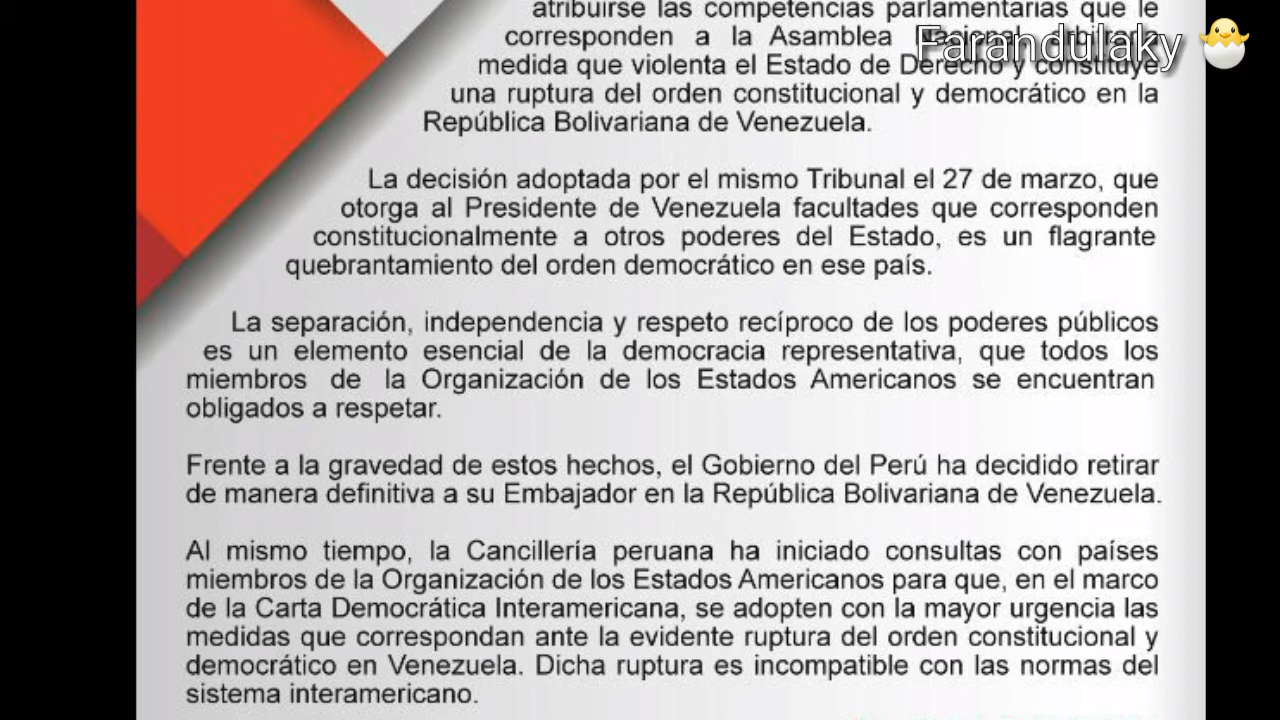 atribuirse las competencias parlamentarias que le
Farandulaky
corresponden a la Asamblea
medida que violenta el Estado de Derecho y constituye
una ruptura del orden constitucional y democrático en la
República Bolivariana de Venezuela.
La decisión adoptada por el mismo Tribunal el 27 de marzo, que
otorga al Presidente de Venezuela facultades que corresponden
constitucionalmente a otros poderes del Estado, es un flagrante
quebrantamiento del orden democrático en ese país.
La separación, independencia y respeto recíproco de los poderes públicos
es un elemento esencial de la democracia representativa, que todos los
miembros de la Organización de los Estados Americanos se encuentran
obligados a respetar.
Frente a la gravedad de estos hechos, el Gobierno del Perú ha decidido retirar
de manera definitiva a su Embajador en la República Bolivariana de Venezuela.
Al mismo tiempo, la Cancillería peruana ha iniciado consultas con países
miembros de la Organización de los Estados Americanos para que, en el marco
de la Carta Democrática Interamericana, se adopten con la mayor urgencia las
medidas que correspondan ante la evidente ruptura del orden constitucional y
democrático en Venezuela. Dicha ruptura es incompatible con las normas del
sistema interamericano.